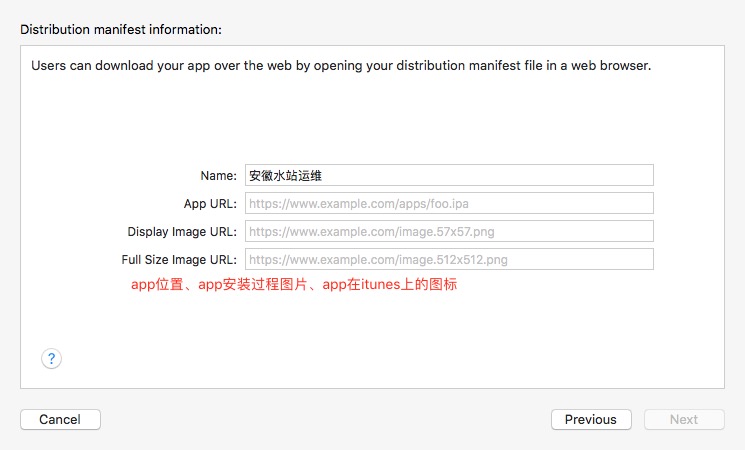 Distribution manifest information:
Users can download your app over the web by opening your distribution manifest file in a web browser.
Name: 安徽水站运维
App URL: https://www.example.com/apps/foo.ipa
Display Image URL: https://www.example.com/image.57x57.png
Full Size Image URL: https://www.example.com/image.512x512.png
app位置、app安装过程图片、app在itunes上的图标
?
Cancel Previous Next